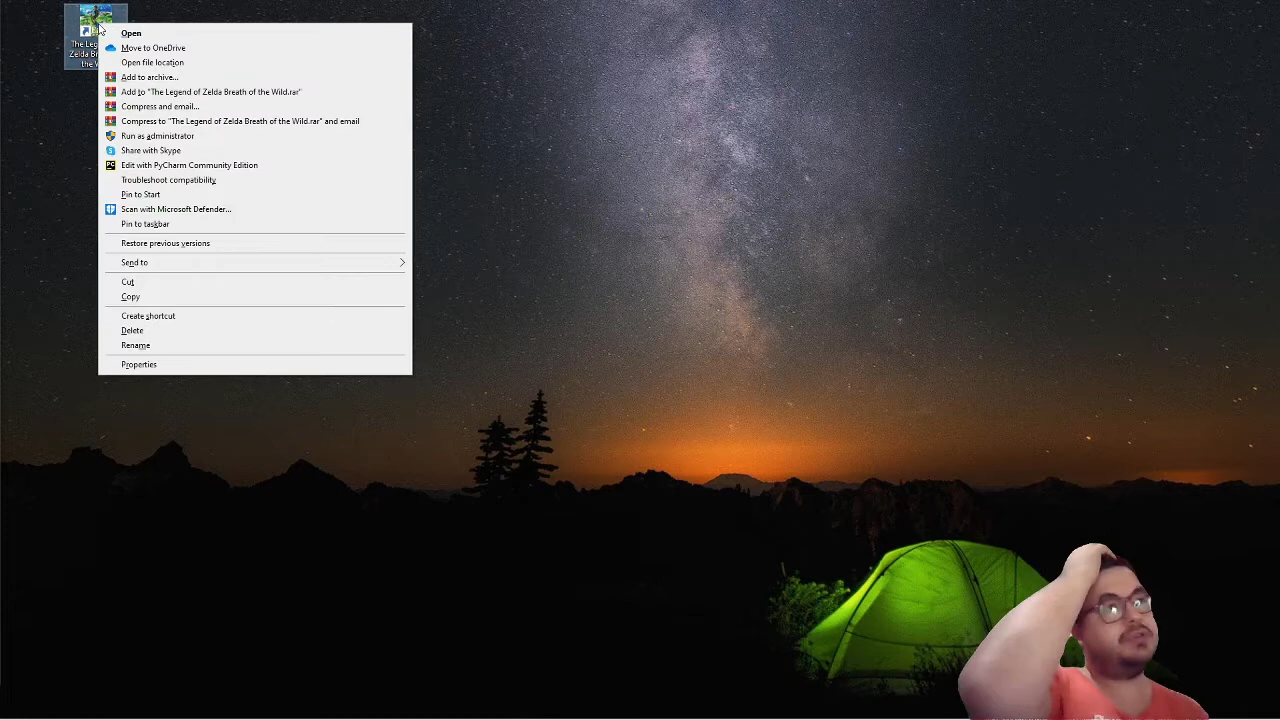 The Leg
Zelda Br
the W
Open
Move to OneDrive
Open file location
Add to archive...
Add to "The Legend of Zelda Breath of the Wild.rar"
Compress and email...
Compress to "The Legend of Zelda Breath of the Wild.rar" and email
Run as administrator
Share with Skype
PC
Edit with PyCharm Community Edition
Troubleshoot compatibility
Pin to Start
Scan with Microsoft Defender...
Pin to taskbar
Restore previous versions
Send to
Cut
Copy
Create shortcut
Delete
Rename
Properties